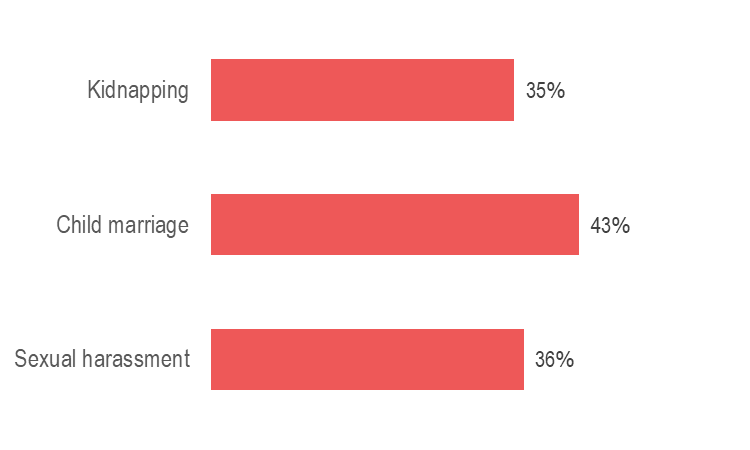 Kidnapping 35%
Child marriage 43%
Sexual harassment 36%